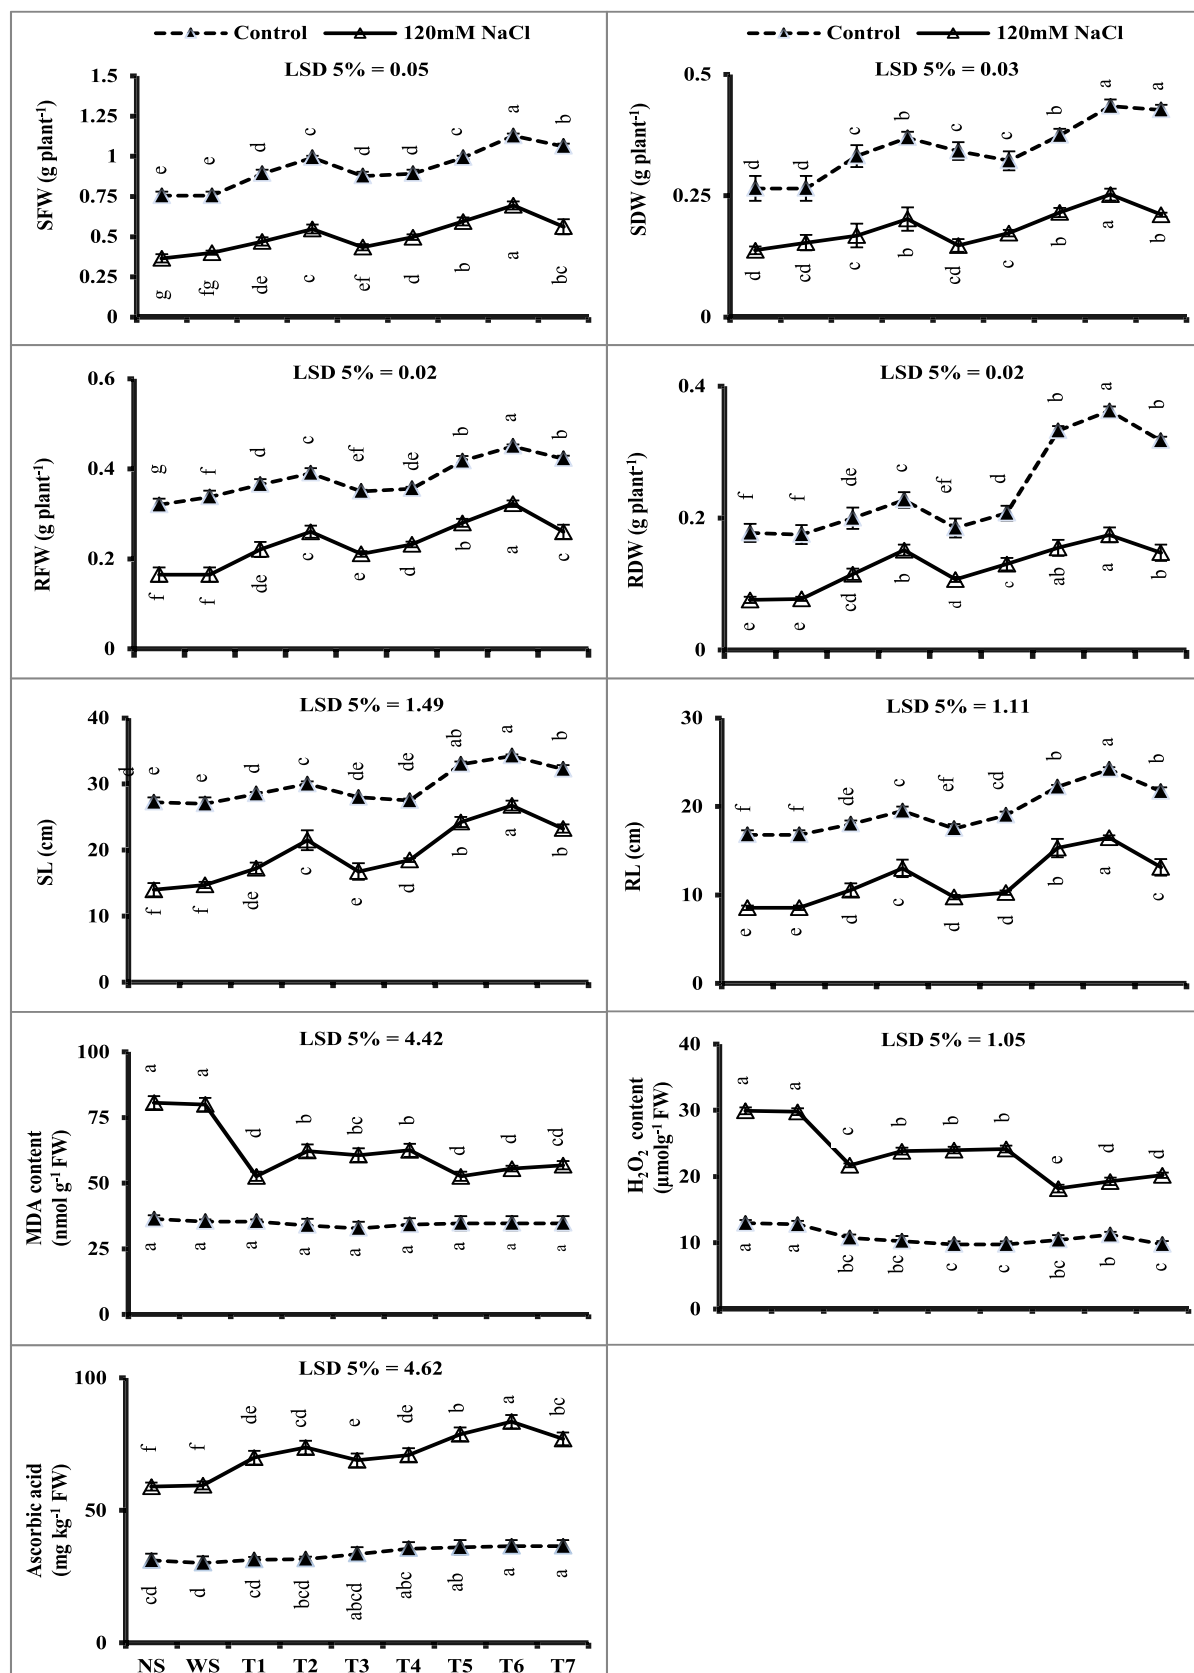 Control 120mM NaCl
LSD 5% = 0.05
SFW (g plant-1)
1.5
1.25
1
0.75
0.5
0.25
0
e e d c d d c a b
g fg de c ef d b a bc
Control 120mM NaCl
LSD 5% = 0.03
SDW (g plant-1)
0.5
0.25
0
d d c b c c b a a
d cd c b cd c b a b
LSD 5% = 0.02
RFW (g plant-1)
0.6
0.4
0.2
0
g f d c ef de b a b
f f de c e d b a c
LSD 5% = 0.02
RDW (g plant-1)
0.4
0.2
0
f f de c ef d b a b
e e cd b d c ab a b
LSD 5% = 1.49
SL (cm)
40
30
20
10
0
d e e d c de de ab a b
f f de c e d b a b
LSD 5% = 1.11
RL (cm)
30
20
10
0
f f de c ef cd b a b
e e d c d d b a c
LSD 5% = 4.42
MDA content
(nmol g-1 FW)
100
75
50
25
0
a a d b bc b d d cd
a a a a a a a a a
LSD 5% = 1.05
H2O2 content
(µmolg-1 FW)
40
30
20
10
0
a a c b b b e d d
a a bc bc c c bc b c
LSD 5% = 4.62
Ascorbic acid
(mg kg-1 FW)
100
50
0
f f de cd e de b a bc
cd d cd bcd abcd abc ab a a
NS WS T1 T2 T3 T4 T5 T6 T7